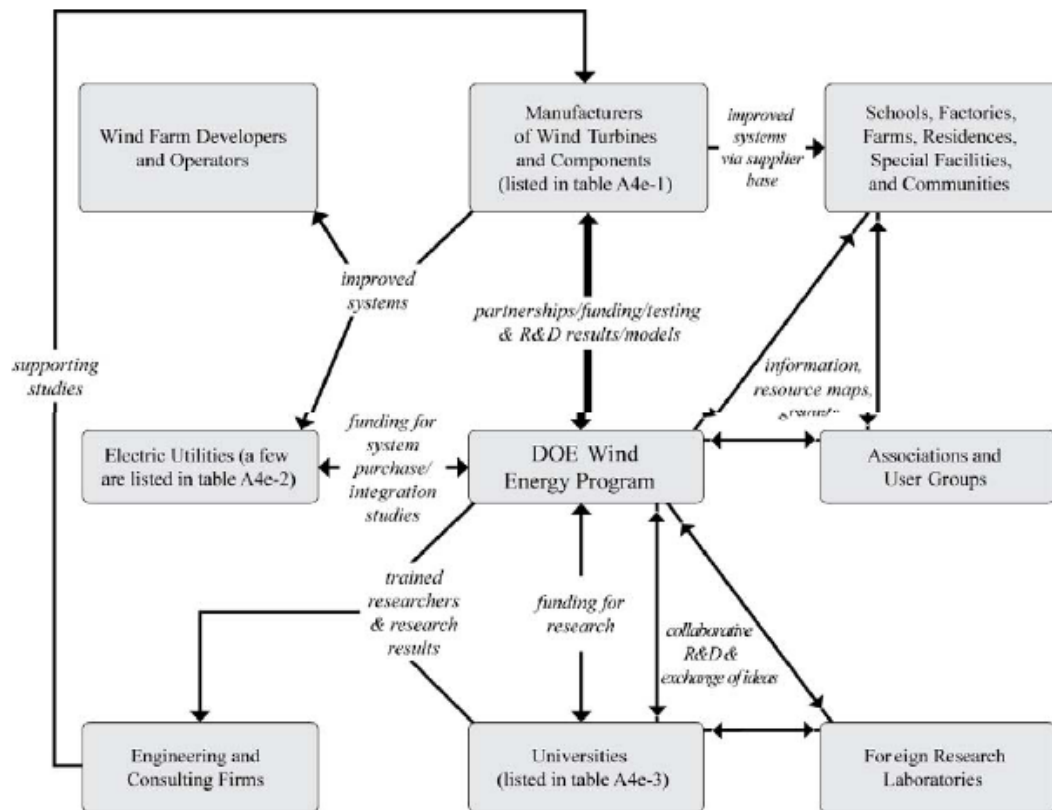 Wind Farm Developers
and Operators
Manufacturers
of Wind Turbines
and Components
(listed in table A4e-1)
improved
systems
via supplier
base
Schools, Factories,
Farms, Residences,
Special Facilities,
and Communities
improved
systems
partnerships/funding/testing
& R&D results/models
supporting
studies
information,
resource maps,
Electric Utilities (a few
are listed in table A4e-2)
funding for
system
purchase/
integration
studies
DOE Wind
Energy Program
Associations and
User Groups
trained
researchers
& research
results
funding for
research
collaborative
R&D &
exchange of ideas
Engineering and
Consulting Firms
Universities
(listed in table A4e-3)
Foreign Research
Laboratories